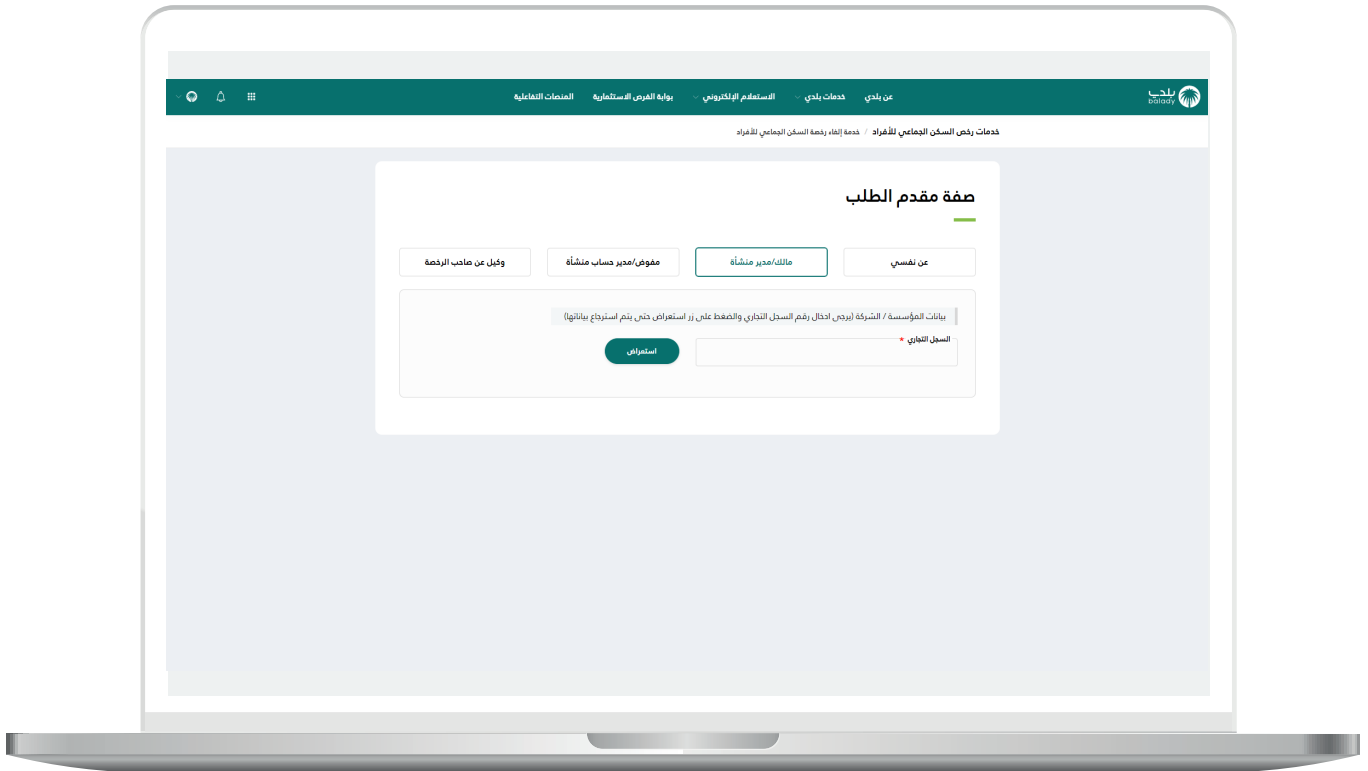 بلدي
balady
عن بلدي خدمات بلدي الاستعلام الإلكتروني بوابة الفرص الاستثمارية المنصات التفاعلية
خدمات رخص السكن الجماعي للأفراد / خدمة إلغاء رخصة السكن الجماعي للأفراد
صفة مقدم الطلب
عن نفسي مالك/مدير منشأة مفوض/مدير حساب منشأة وكيل عن صاحب الرخصة
بيانات المؤسسة / الشركة (يرجى ادخال رقم السجل التجاري والضغط على زر استعراض حتى يتم استرجاع بياناتها)
السجل التجاري *
استعراض